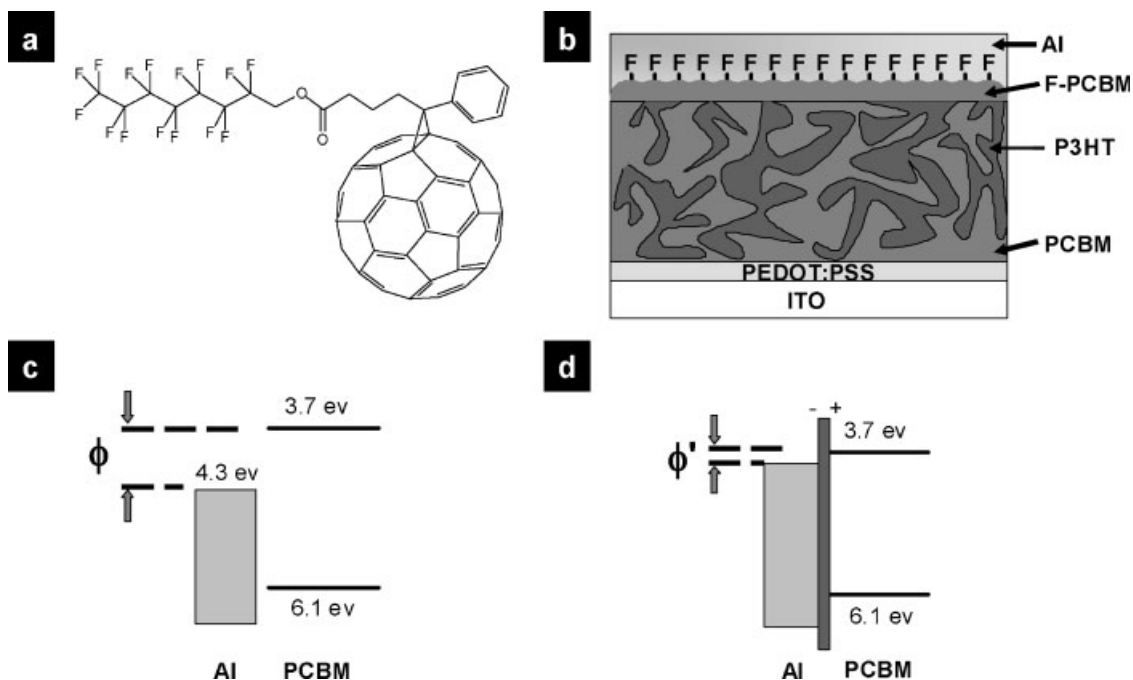 a
F F F F F F F
F
F
F F F F F F
O
O
b
F F F F F F F F F F F F F F F F
Al
F-PCBM
P3HT
PCBM
PEDOT:PSS
ITO
c
ϕ
3.7 ev
4.3 ev
6.1 ev
Al PCBM
d
- +
ϕ'
3.7 ev
6.1 ev
Al PCBM